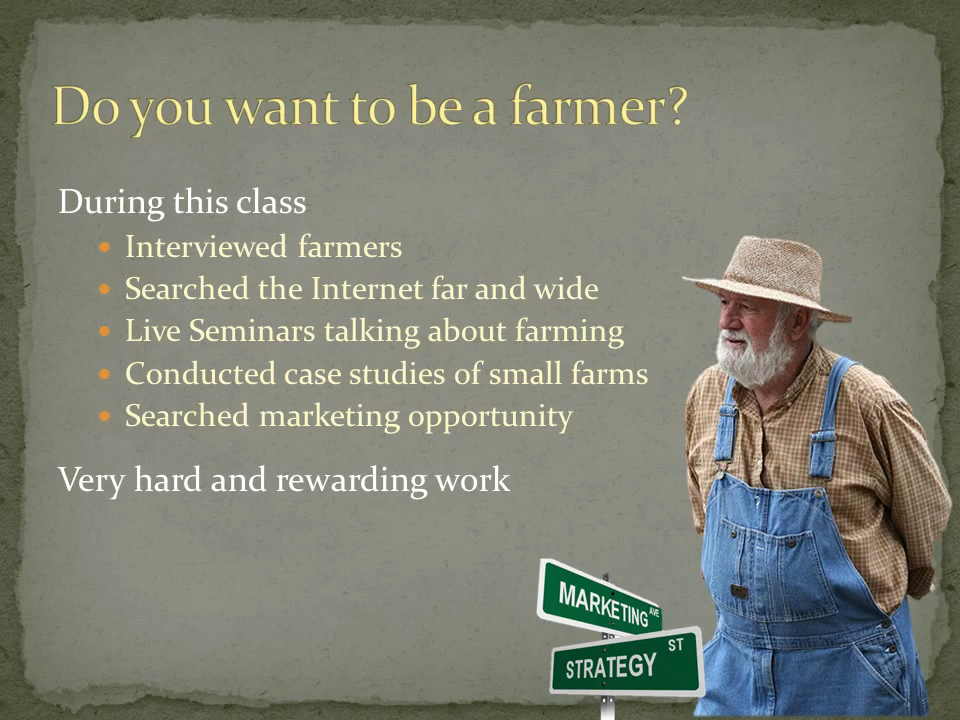 Do you want to be a farmer?
During this class
• Interviewed farmers
• Searched the Internet far and wide
• Live Seminars talking about farming
• Conducted case studies of small farms
• Searched marketing opportunity
Very hard and rewarding work
MARKETING AVE
STRATEGY ST